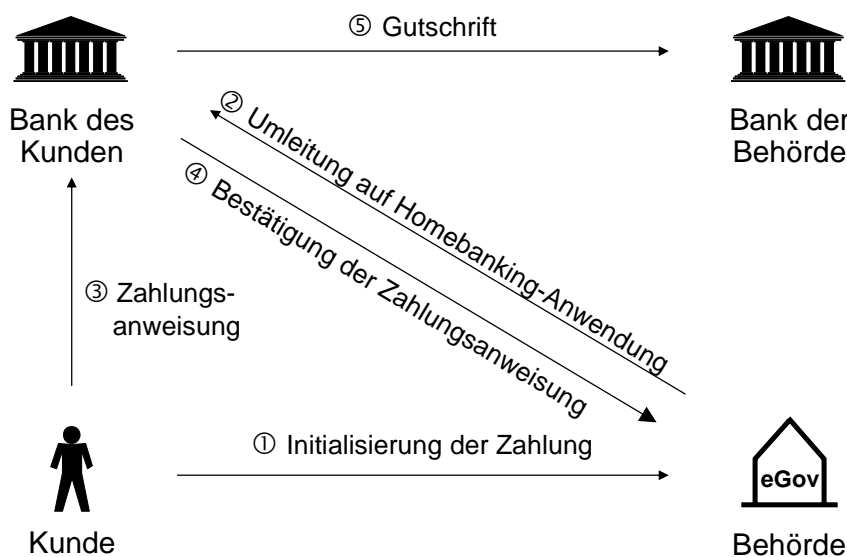 ⑤ Gutschrift
Bank des
Kunden
Bank der
Behörde
② Umleitung auf Homebanking-Anwendung
④ Bestätigung der Zahlungsanweisung
③ Zahlungs-
anweisung
① Initialisierung der Zahlung
eGov
Kunde
Behörde